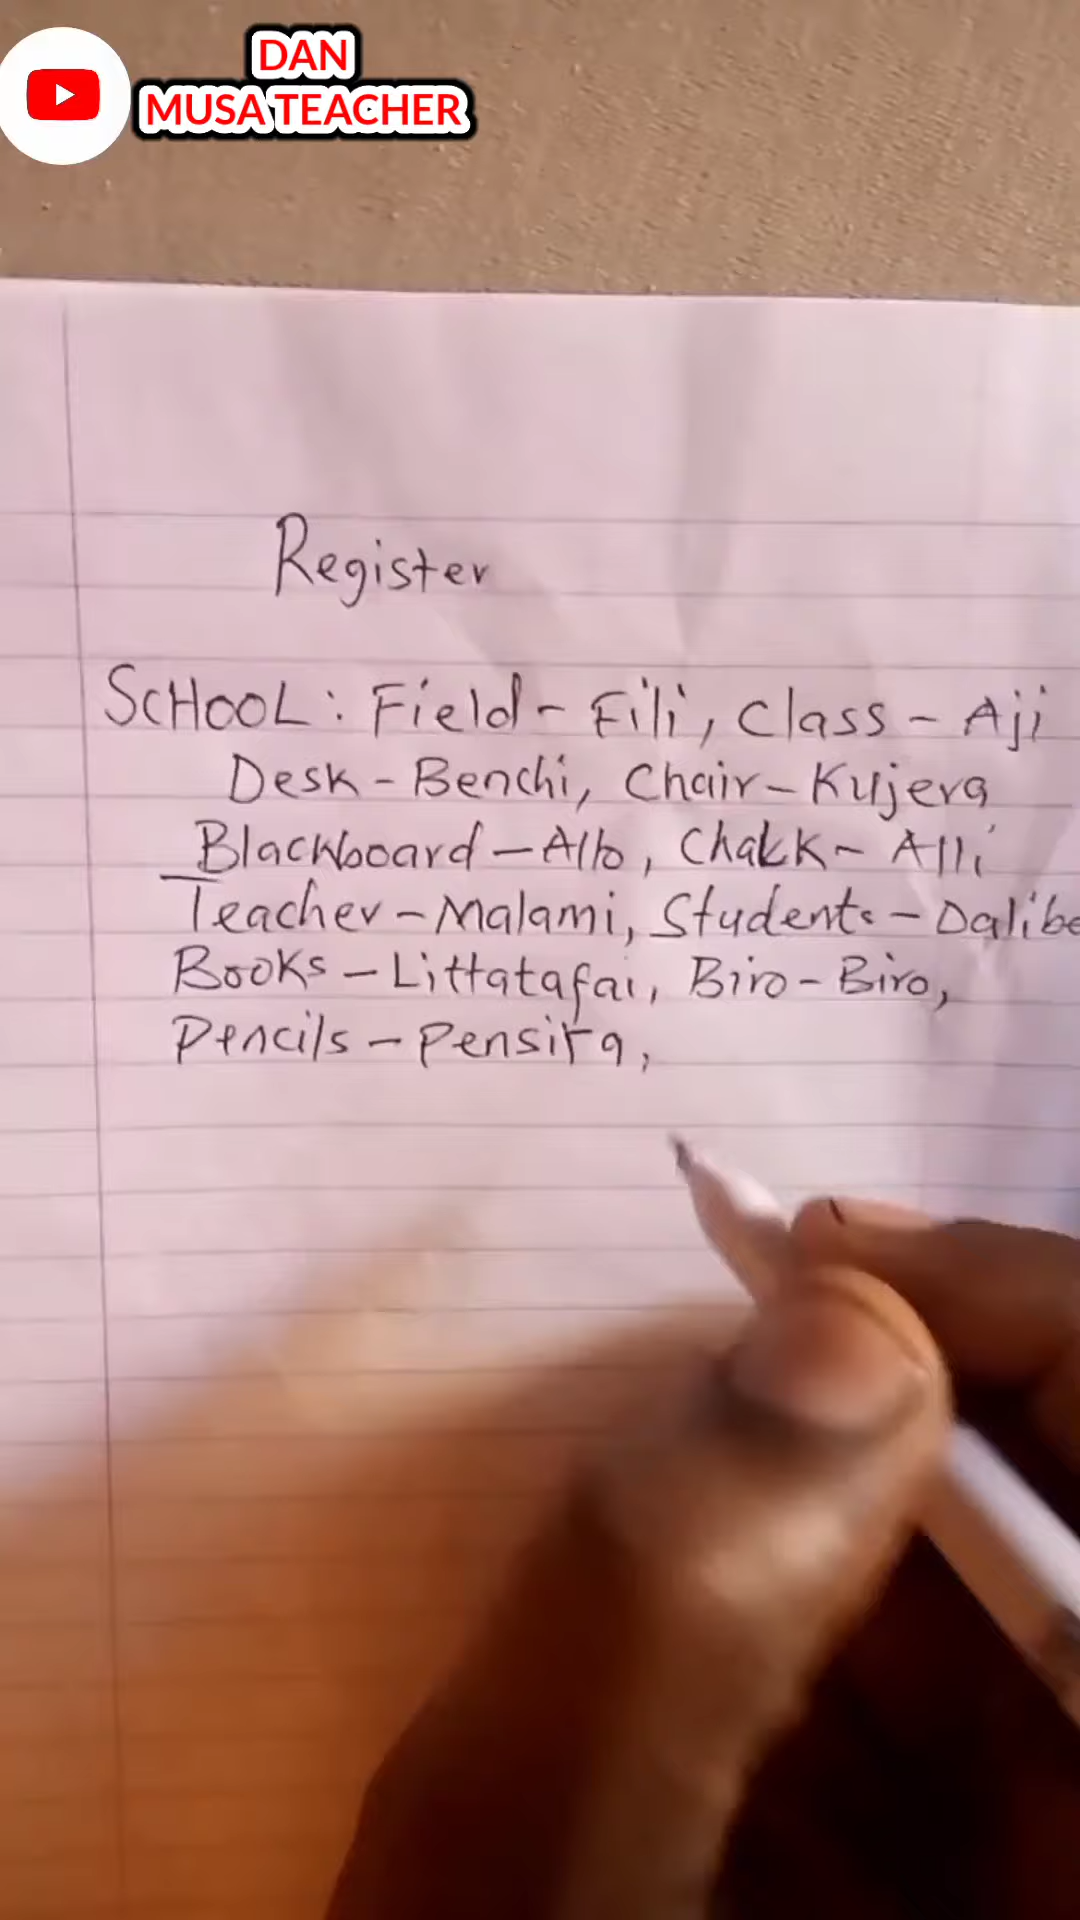 DAN
MUSA TEACHER
Register
SCHOOL: Field - Fili, Class - Aji
Desk - Benchi, Chair - Kujera
Blackboard - Allo, Chalk - Alli
Teacher - Malami, Students - Dalibe
Books - Littatafai, Biro - Biro,
Pencils - Pensira,